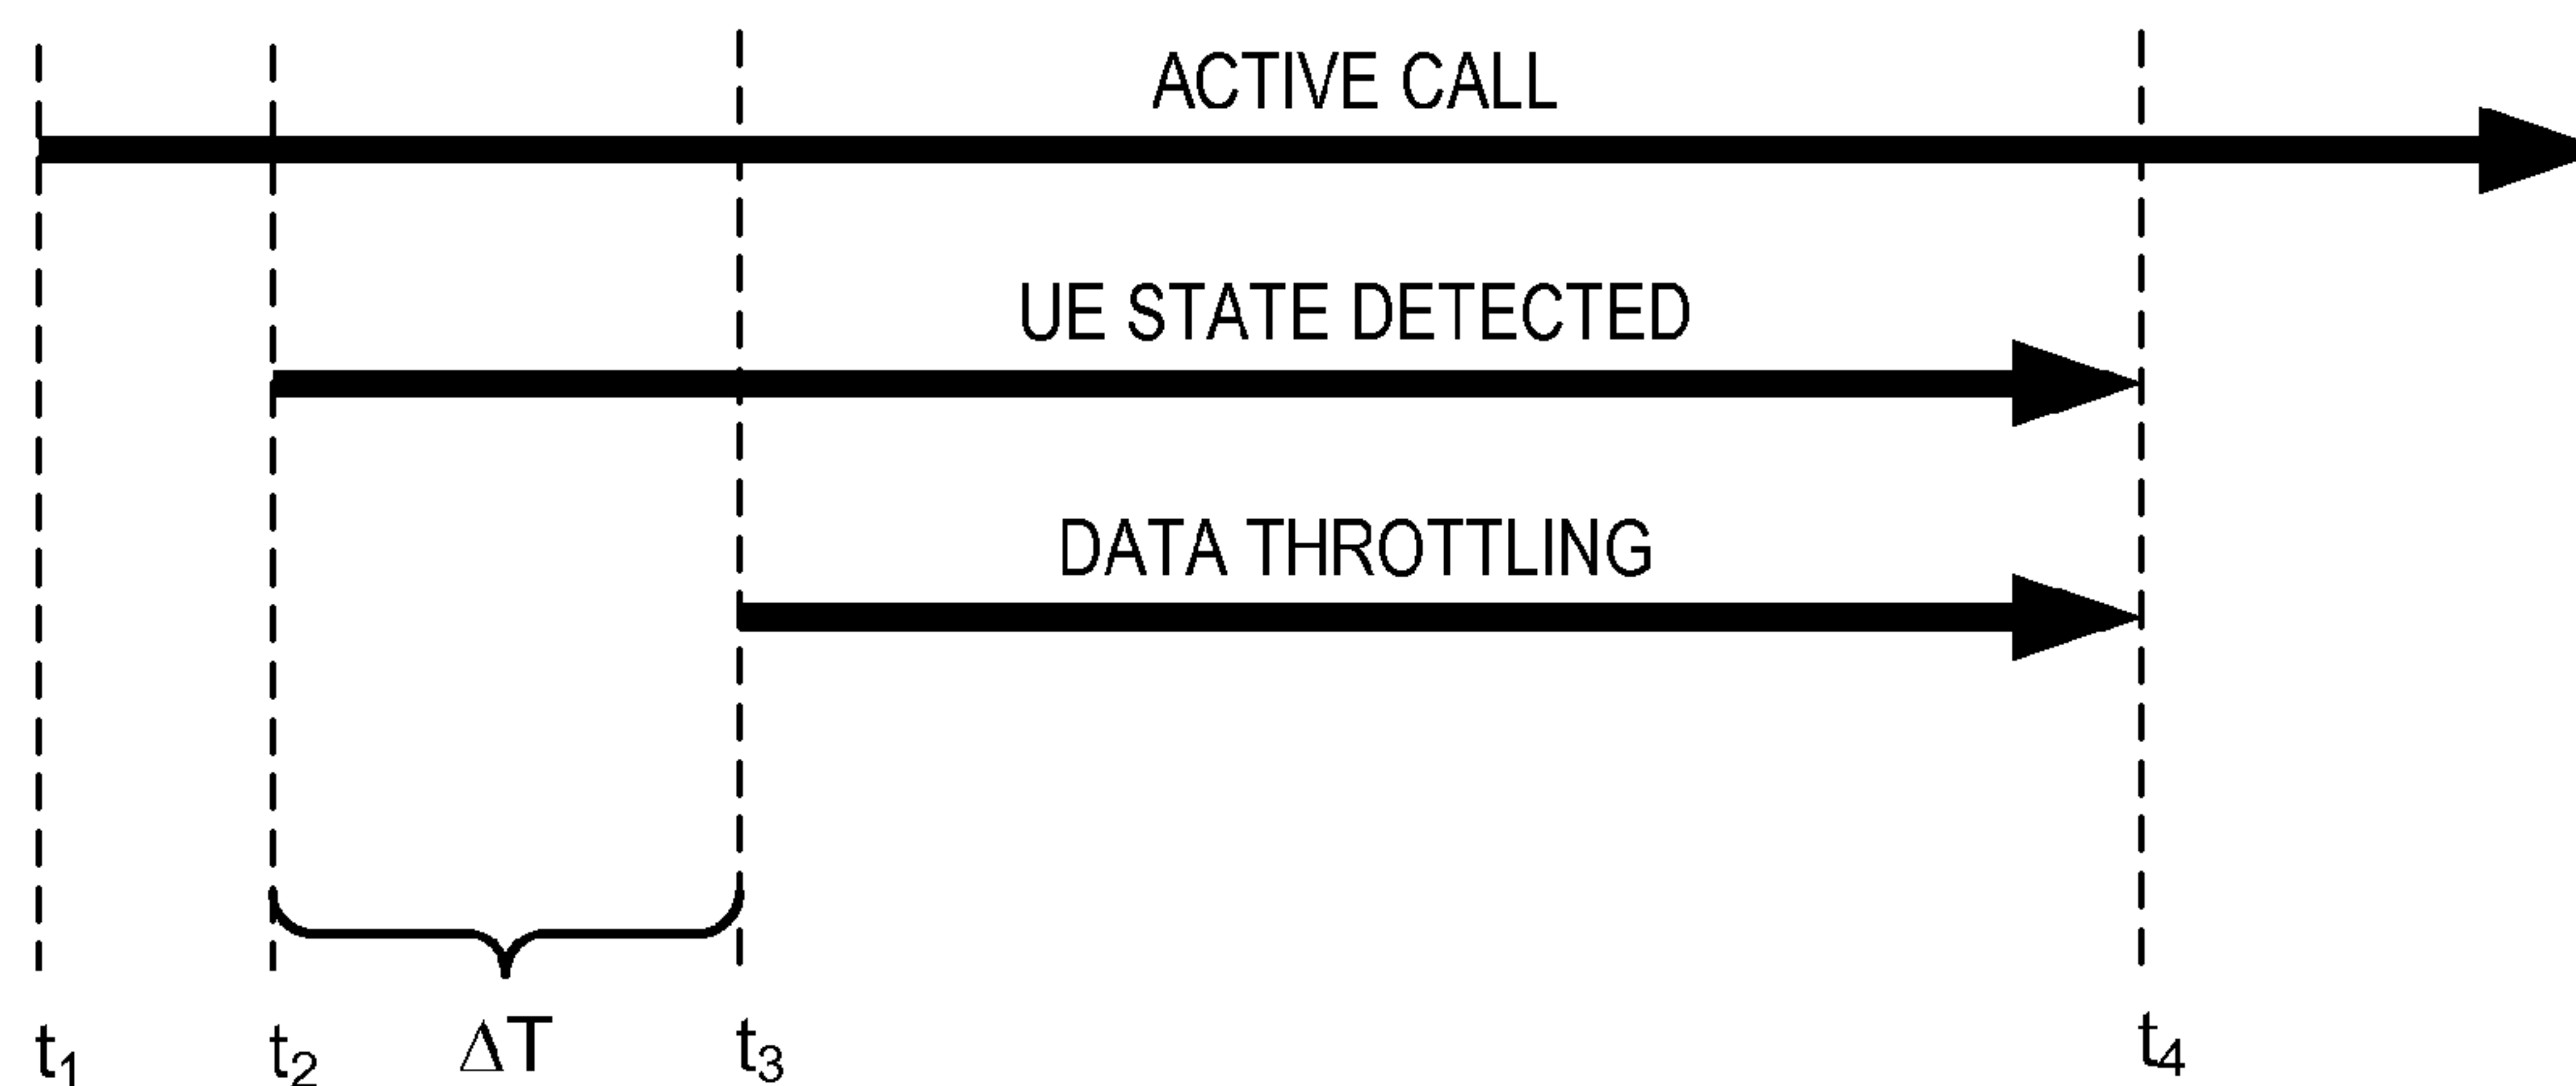 ACTIVE CALL
UE STATE DETECTED
DATA THROTTLING
t₁ t₂ ΔT t₃ t₄